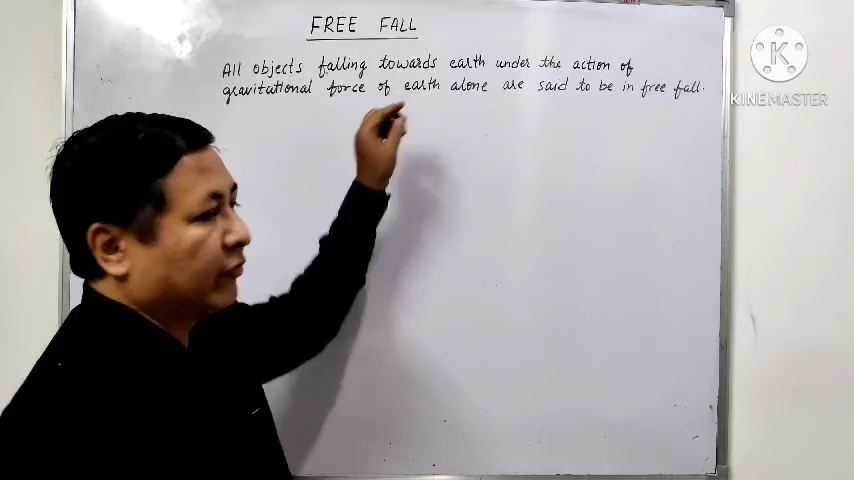 FREE FALL
All objects falling towards earth under the action of
gravitational force of earth alone are said to be in free fall.
K
KINEMASTER